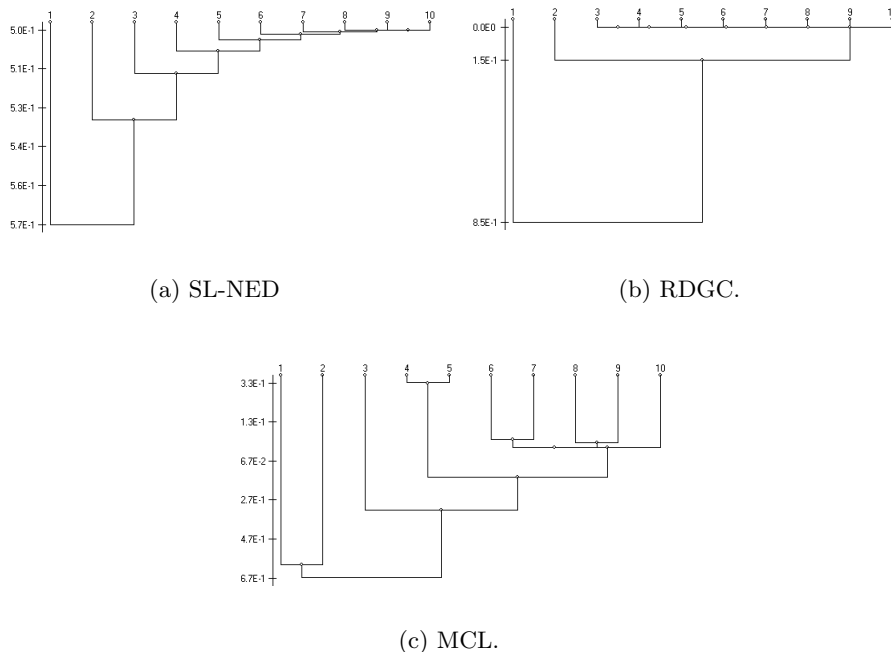 1 2 3 4 5 6 7 8 9 10
5.0E-1
5.1E-1
5.3E-1
5.4E-1
5.6E-1
5.7E-1
(a) SL-NED
1 2 3 4 5 6 7 8 9 1
0.0E0
1.5E-1
8.5E-1
(b) RDGC.
1 2 3 4 5 6 7 8 9 10
3.3E-1
1.3E-1
6.7E-2
2.7E-1
4.7E-1
6.7E-1
(c) MCL.